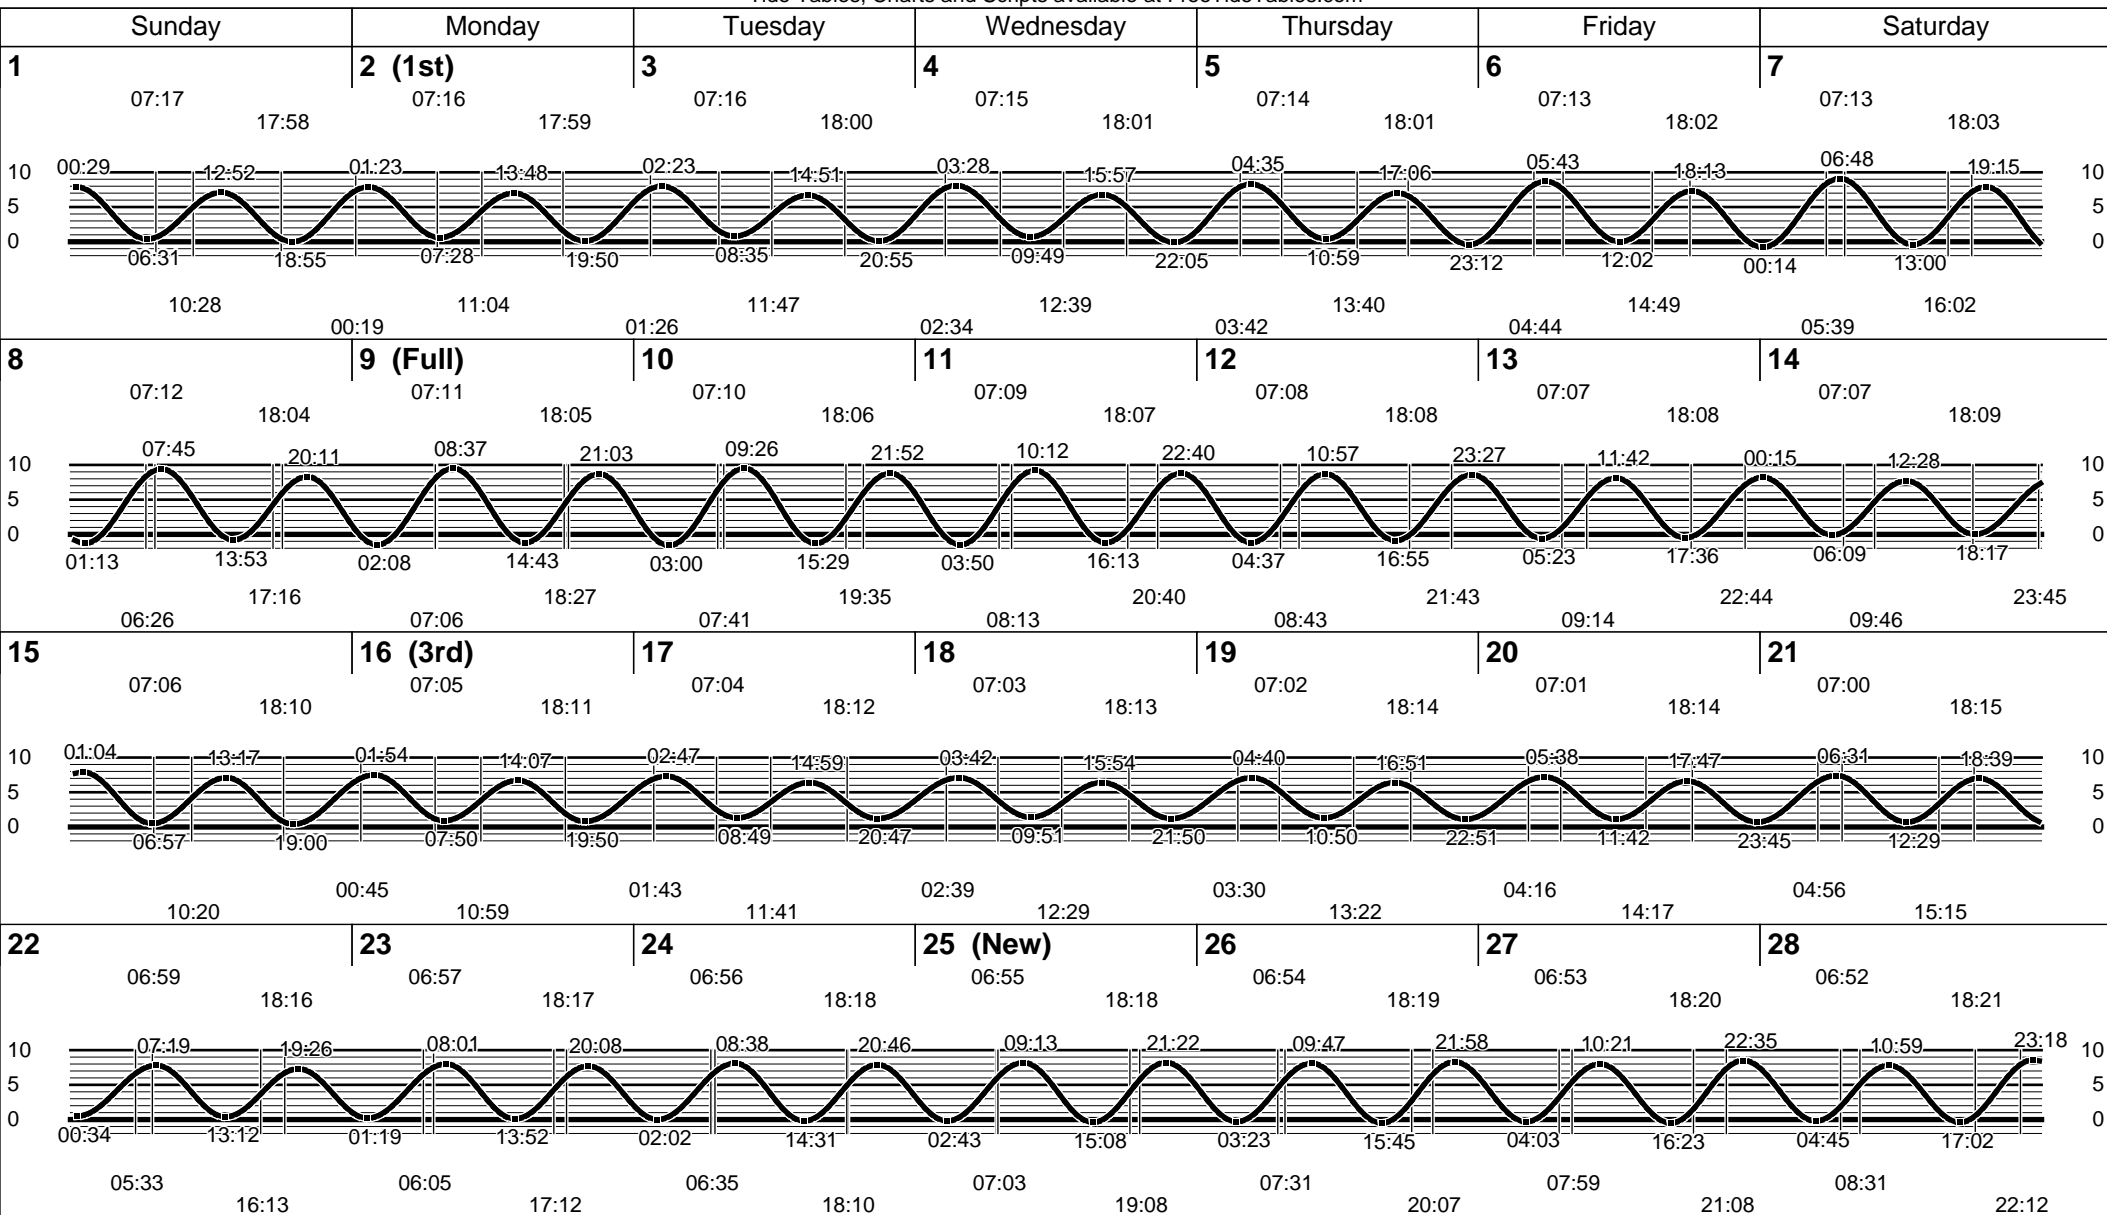 Sunday Monday Tuesday Wednesday Thursday Friday Saturday
1 2 (1st) 3 4 5 6 7
07:17 07:16 07:16 07:15 07:14 07:13 07:13
17:58 17:59 18:00 18:01 18:01 18:02 18:03
00:29 12:52 01:23 13:48 02:23 14:51 03:28 15:57 04:35 17:06 05:43 18:13 06:48 19:15
10 10
5 5
0 0
06:31 18:55 07:28 19:50 08:35 20:55 09:49 22:05 10:59 23:12 12:02 00:14 13:00
10:28 11:04 11:47 12:39 13:40 14:49 16:02
00:19 01:26 02:34 03:42 04:44 05:39
8 9 (Full) 10 11 12 13 14
07:12 07:11 07:10 07:09 07:08 07:07 07:07
18:04 18:05 18:06 18:07 18:08 18:08 18:09
07:45 20:11 08:37 21:03 09:26 21:52 10:12 22:40 10:57 23:27 11:42 00:15 12:28
10 10
5 5
0 0
01:13 13:53 02:08 14:43 03:00 15:29 03:50 16:13 04:37 16:55 05:23 17:36 06:09 18:17
17:16 18:27 19:35 20:40 21:43 22:44 23:45
06:26 07:06 07:41 08:13 08:43 09:14 09:46
15 16 (3rd) 17 18 19 20 21
07:06 07:05 07:04 07:03 07:02 07:01 07:00
18:10 18:11 18:12 18:13 18:14 18:14 18:15
01:04 13:17 01:54 14:07 02:47 14:59 03:42 15:54 04:40 16:51 05:38 17:47 06:31 18:39
10 10
5 5
0 0
06:57 19:00 07:50 19:50 08:49 20:47 09:51 21:50 10:50 22:51 11:42 23:45 12:29
00:45 01:43 02:39 03:30 04:16 04:56
10:20 10:59 11:41 12:29 13:22 14:17 15:15
22 23 24 25 (New) 26 27 28
06:59 06:57 06:56 06:55 06:54 06:53 06:52
18:16 18:17 18:18 18:18 18:19 18:20 18:21
07:19 19:26 08:01 20:08 08:38 20:46 09:13 21:22 09:47 21:58 10:21 22:35 10:59 23:18
10 10
5 5
0 0
00:34 13:12 01:19 13:52 02:02 14:31 02:43 15:08 03:23 15:45 04:03 16:23 04:45 17:02
05:33 06:05 06:35 07:03 07:31 07:59 08:31
16:13 17:12 18:10 19:08 20:07 21:08 22:12